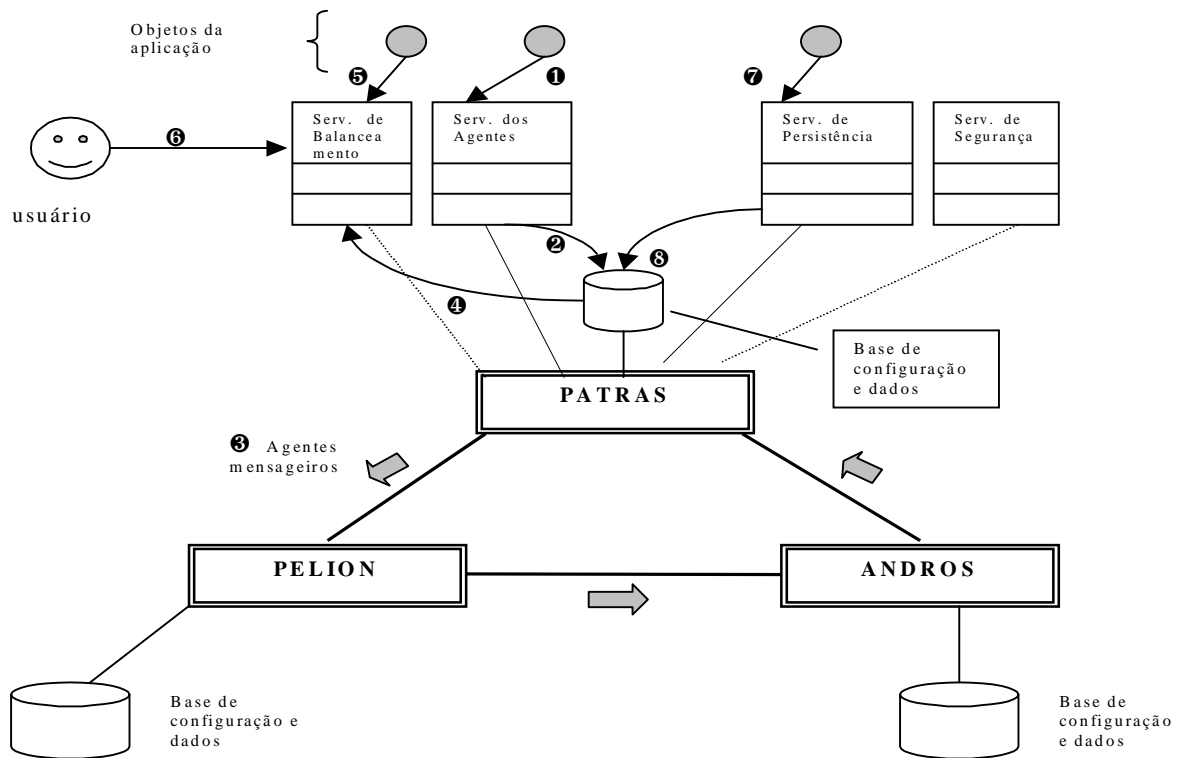 Objetos da
aplicação
❺
❶
❼
Serv. de
Balancea
mento
Serv. dos
Agentes
Serv. de
Persistência
Serv. de
Segurança
❻
usuário
❷
❽
❹
Base de
configuração
e dados
PATRAS
❸ Agentes
mensageiros
PELION
ANDROS
Base de
configuração e
dados
Base de
configuração
e dados